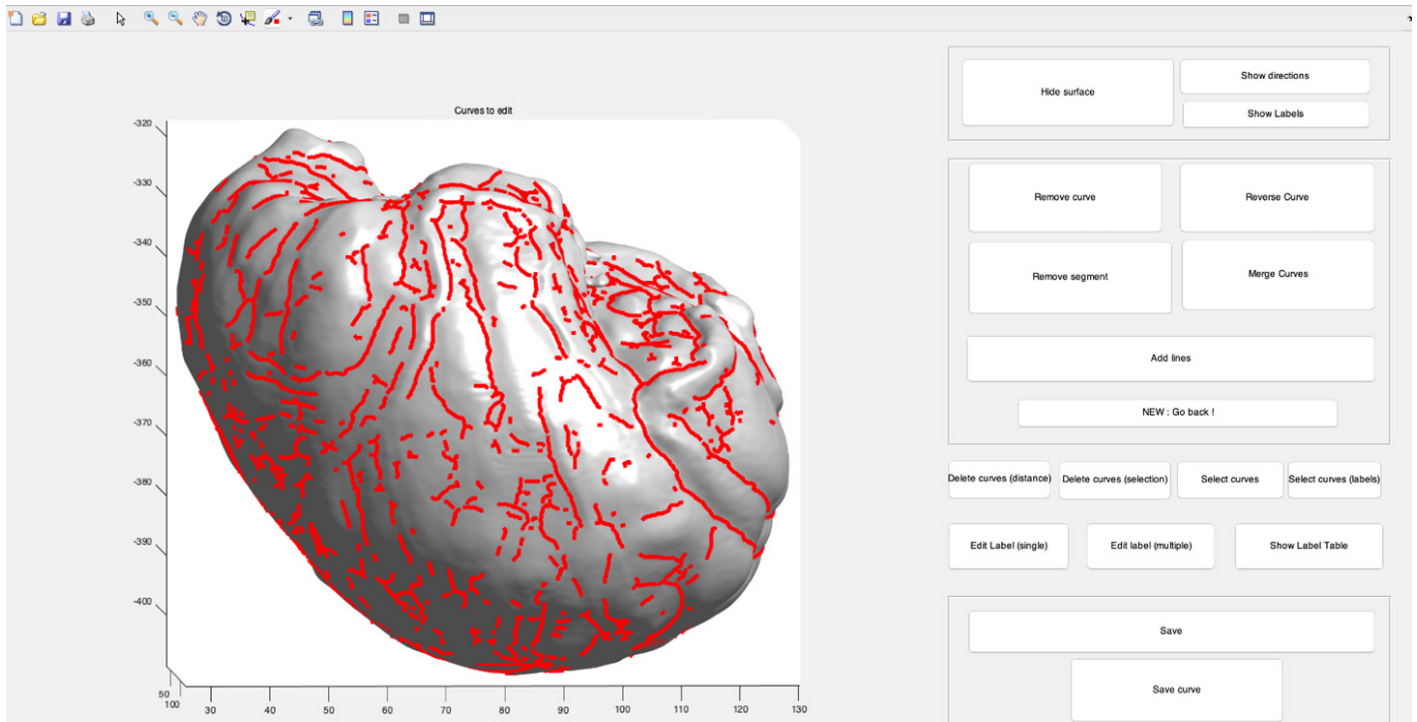 Curves to edit
-320
-330
-340
-350
-360
-370
-380
-390
-400
50
100
30
40
50
60
70
80
90
100
110
120
130
Hide surface
Show directions
Show Labels
Remove curve
Reverse Curve
Remove segment
Merge Curves
Add lines
NEW : Go back !
Delete curves (distance)
Delete curves (selection)
Select curves
Select curves (labels)
Edit Label (single)
Edit label (multiple)
Show Label Table
Save
Save curve